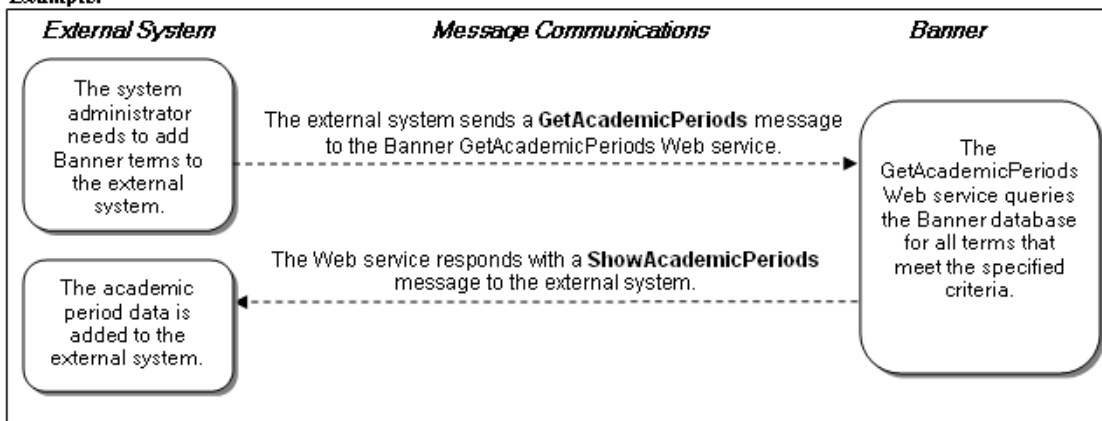 External System
Message Communications
Banner
The system
administrator
needs to add
Banner terms to
the external
system.
The external system sends a GetAcademicPeriods message
to the Banner GetAcademicPeriods Web service.
The
GetAcademicPeriods
Web service queries
the Banner database
for all terms that
meet the specified
criteria.
The Web service responds with a ShowAcademicPeriods
message to the external system.
The academic
period data is
added to the
external system.